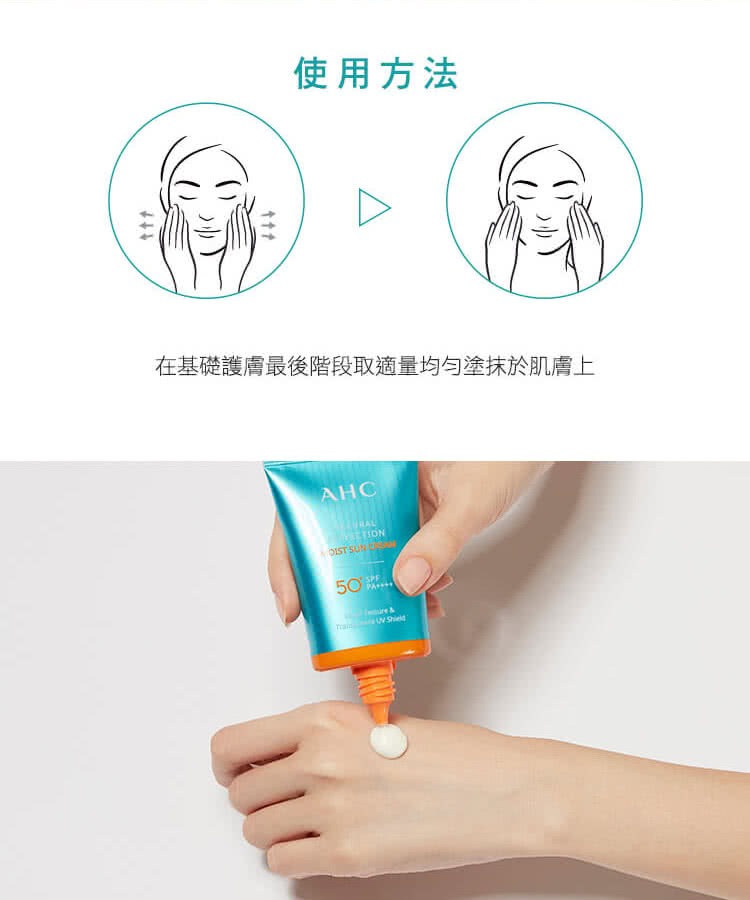 使用方法
在基礎護膚最後階段取適量均勻塗抹於肌膚上
AHC
SUN CREAM
50+ SPF
PA++++
Texture &
UV Shield